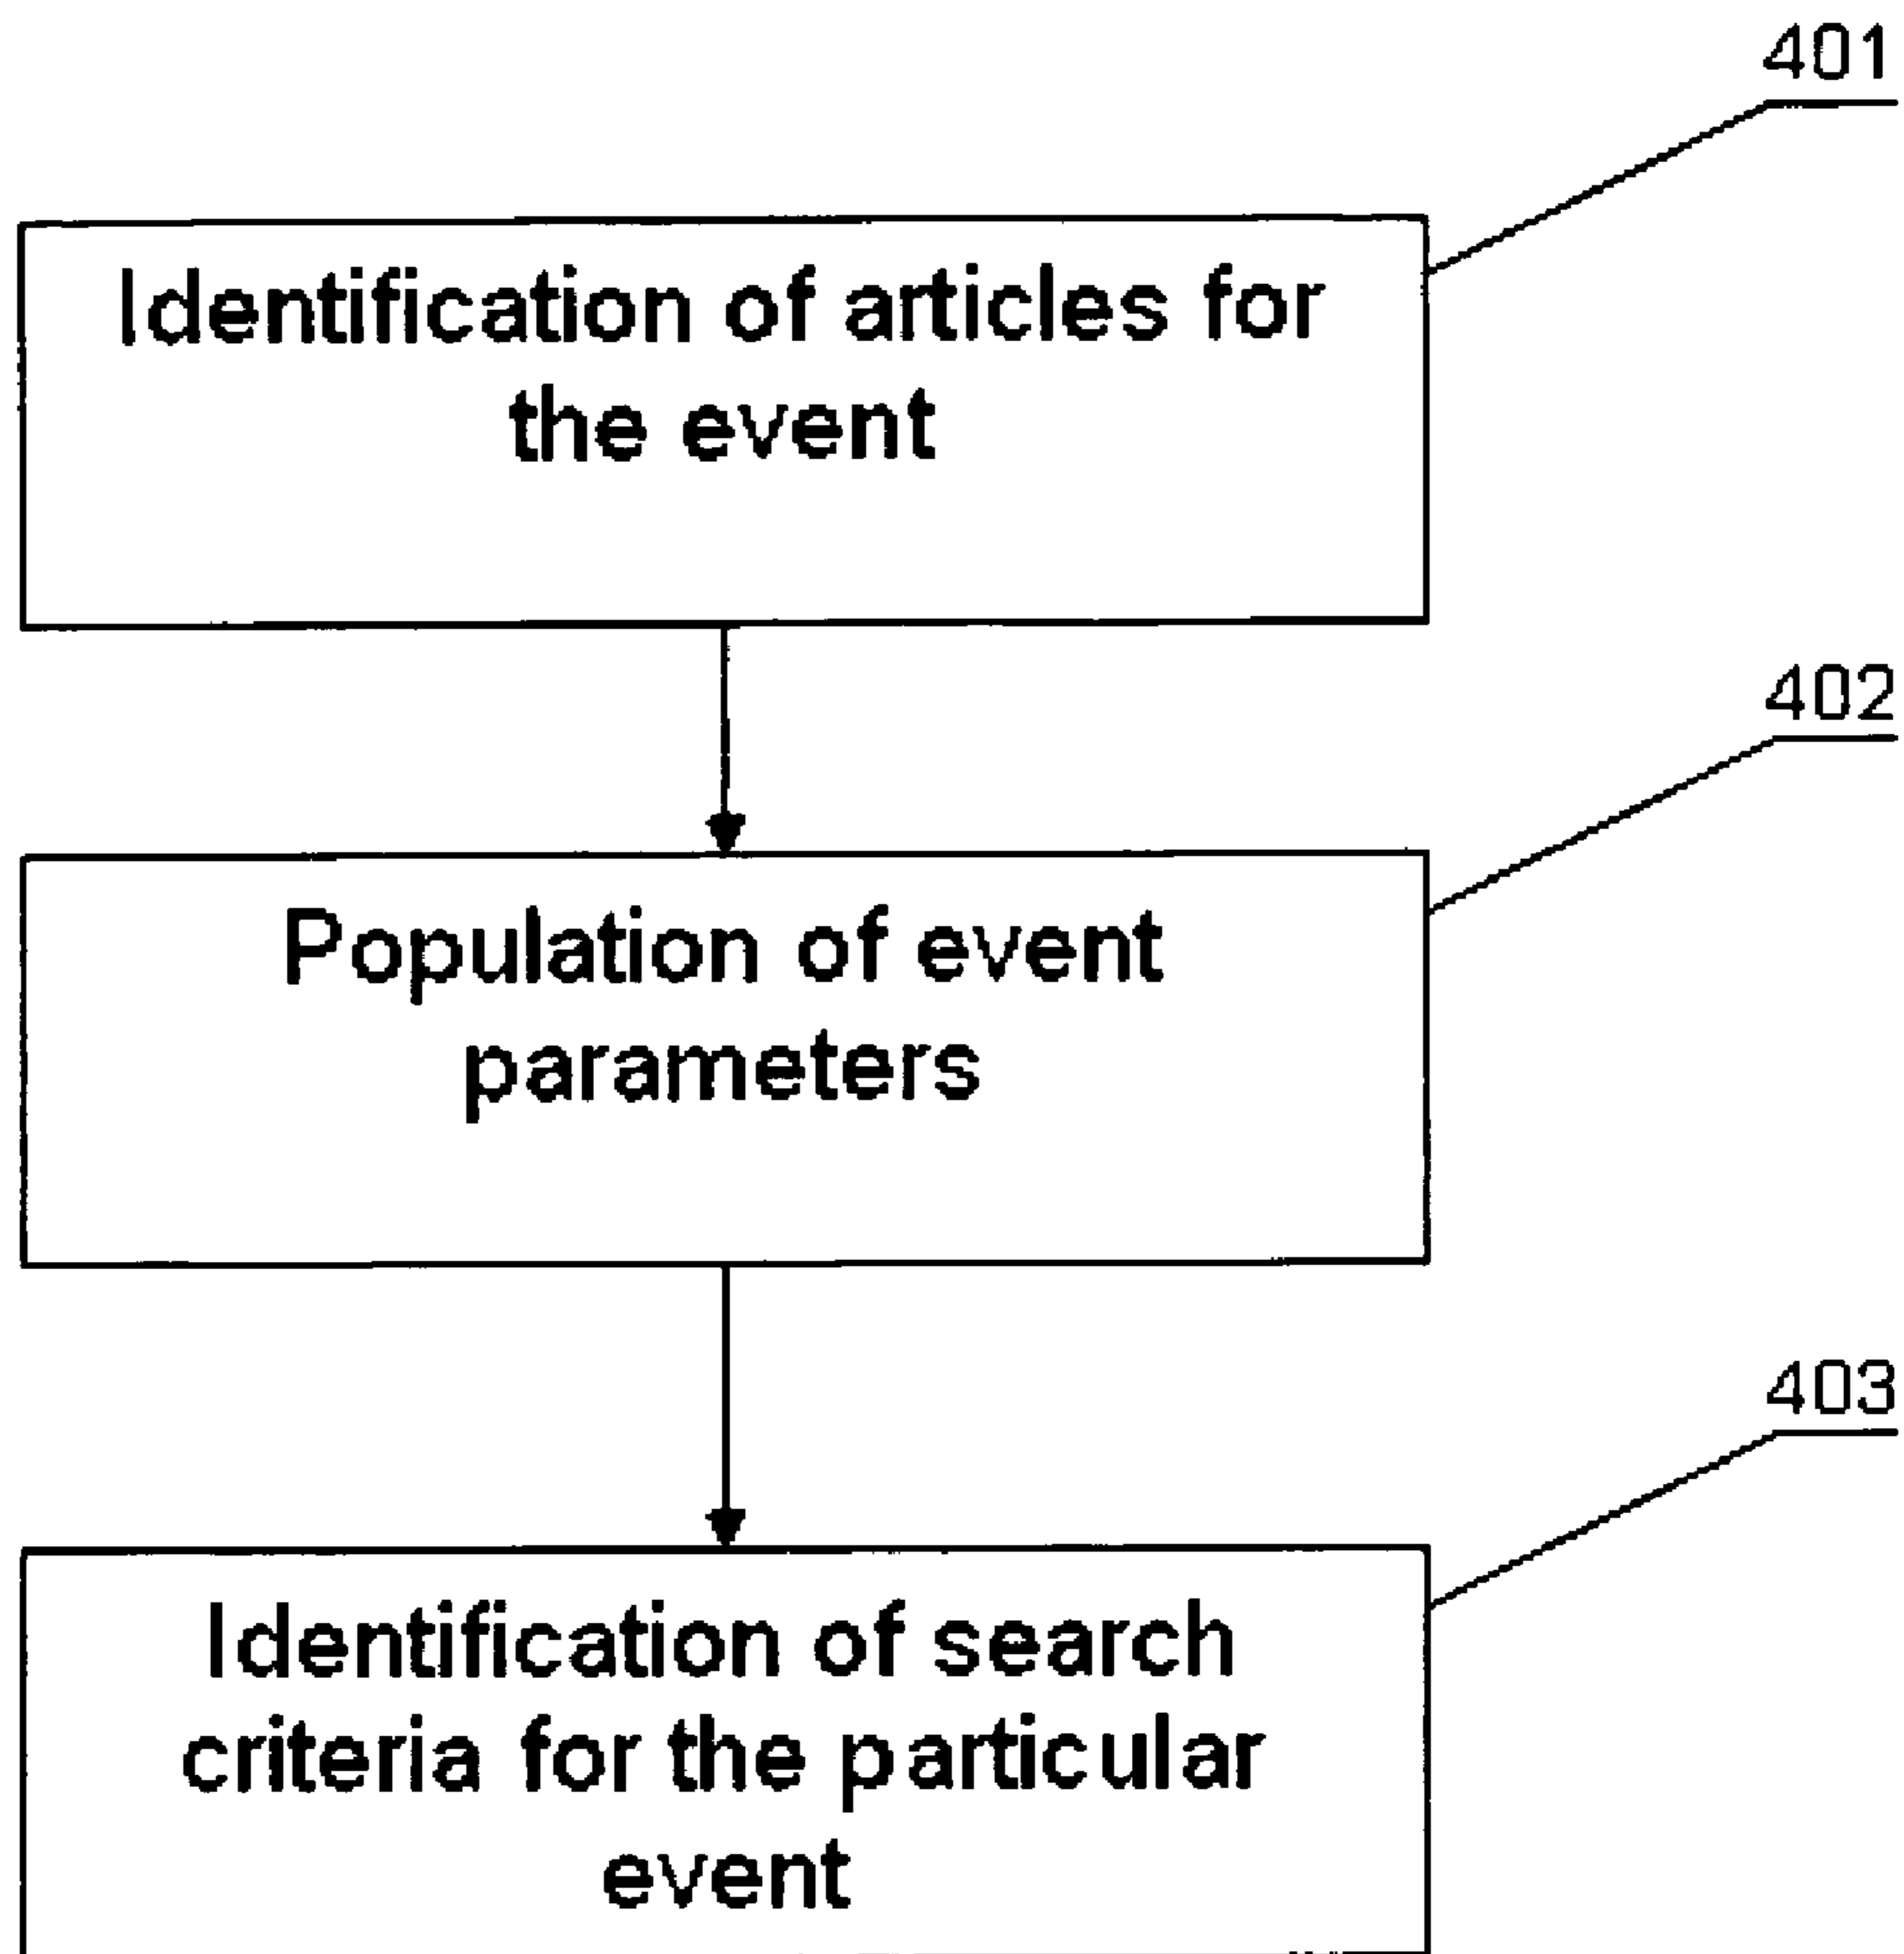 401
Identification of articles for
the event
402
Population of event
parameters
403
Identification of search
criteria for the particular
event